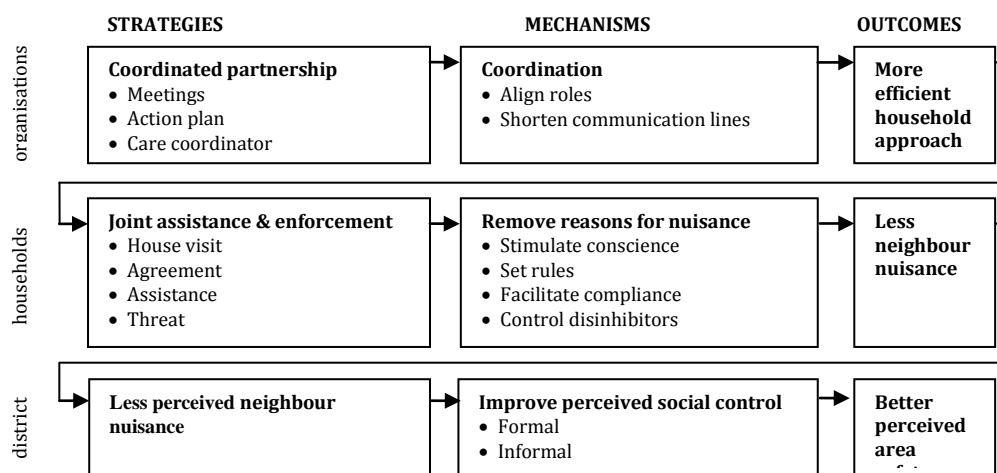 STRATEGIES MECHANISMS OUTCOMES
organisations
Coordinated partnership
• Meetings
• Action plan
• Care coordinator
Coordination
• Align roles
• Shorten communication lines
More
efficient
household
approach
households
Joint assistance & enforcement
• House visit
• Agreement
• Assistance
• Threat
Remove reasons for nuisance
• Stimulate conscience
• Set rules
• Facilitate compliance
• Control disinhibitors
Less
neighbour
nuisance
district
Less perceived neighbour
nuisance
Improve perceived social control
• Formal
• Informal
Better
perceived
area